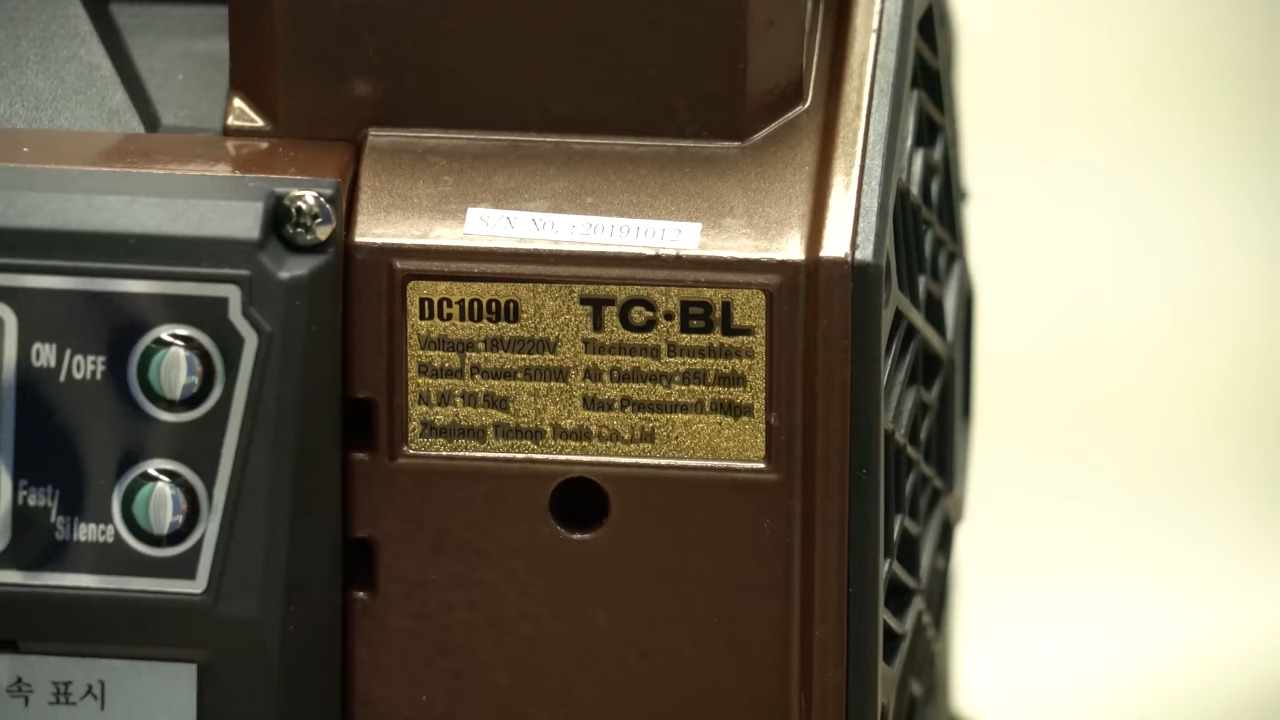 S/N NO.:20191012
DC1090 TC·BL
Voltage:18V/220V Tiecheng Brushless
Rated Power:500W Air Delivery:65L/min
N.W:10.5kg Max Pressure:0.9Mpa
Zhejiang Tichon Tools Co.,Ltd
ON/OFF
Fast/Silence
속 표시